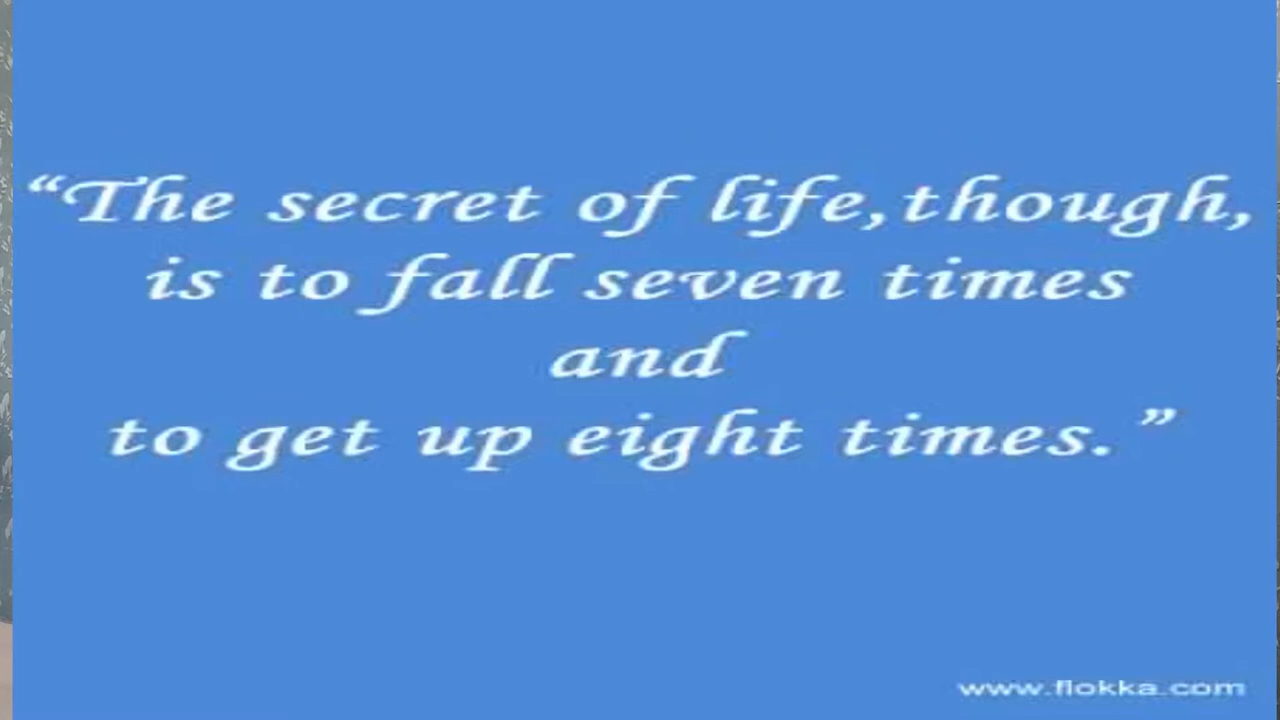 “The secret of life,though,
is to fall seven times
and
to get up eight times.”
www.flokka.com